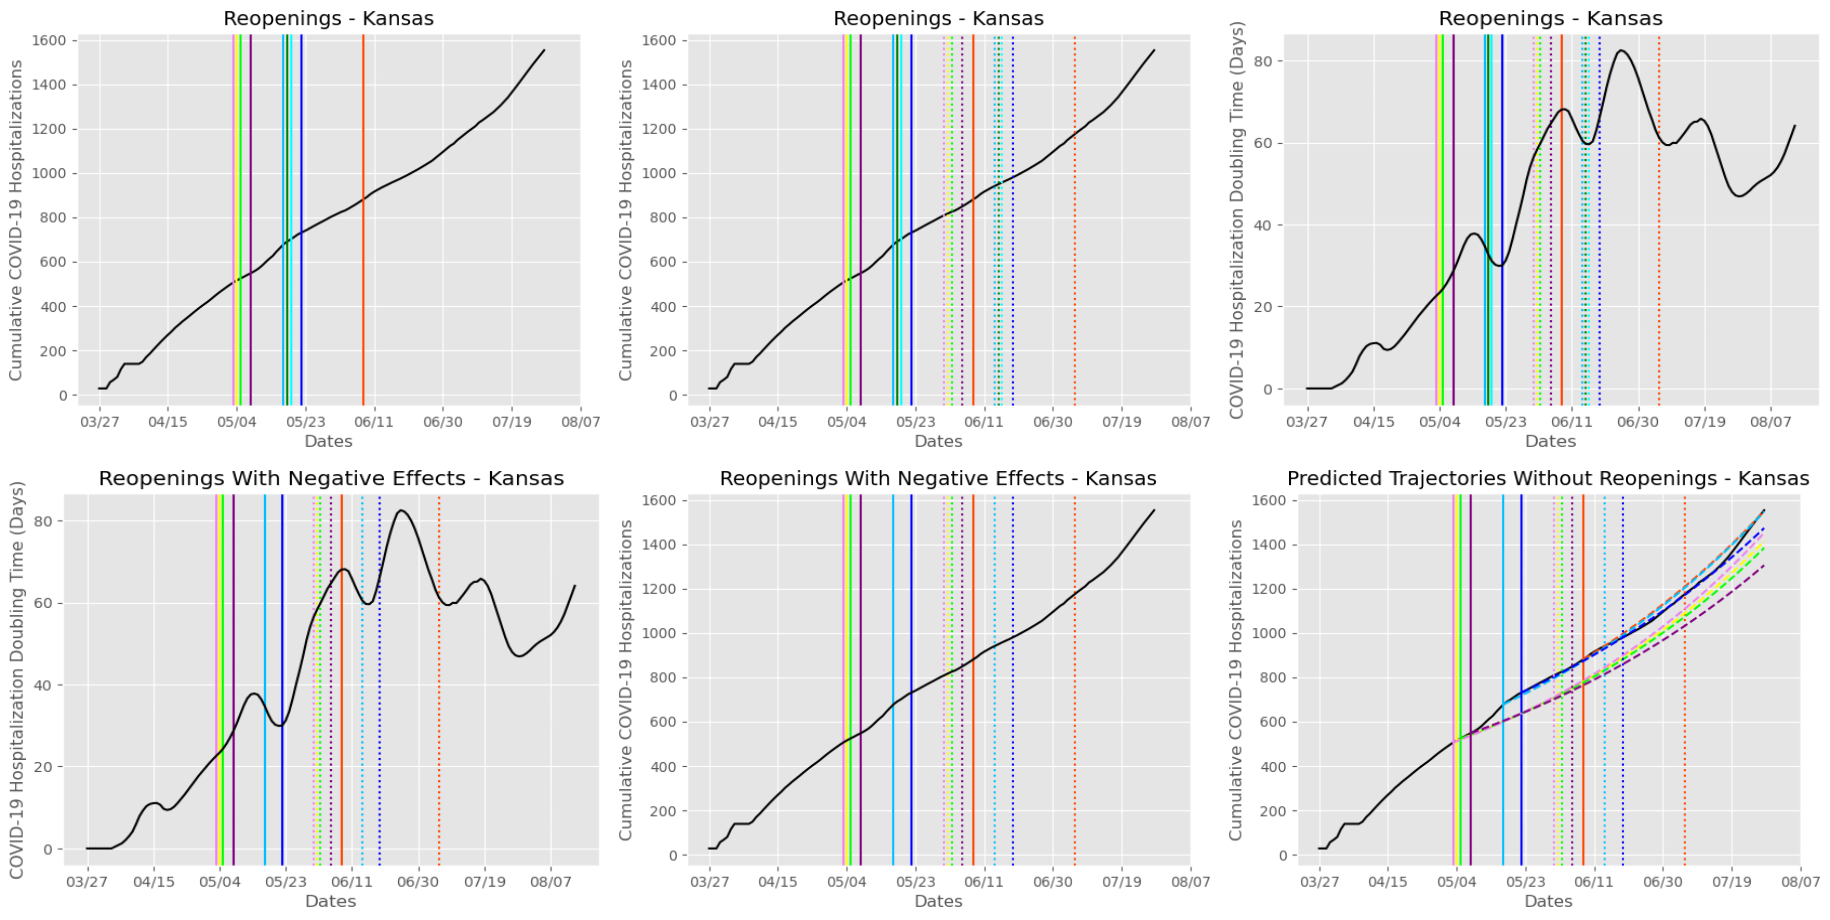 Reopenings - Kansas
Cumulative COVID-19 Hospitalizations
1600
1400
1200
1000
800
600
400
200
0
03/27 04/15 05/04 05/23 06/11 06/30 07/19 08/07
Dates
Reopenings - Kansas
Cumulative COVID-19 Hospitalizations
1600
1400
1200
1000
800
600
400
200
0
03/27 04/15 05/04 05/23 06/11 06/30 07/19 08/07
Dates
Reopenings - Kansas
COVID-19 Hospitalization Doubling Time (Days)
80
60
40
20
0
03/27 04/15 05/04 05/23 06/11 06/30 07/19 08/07
Dates
Reopenings With Negative Effects - Kansas
COVID-19 Hospitalization Doubling Time (Days)
80
60
40
20
0
03/27 04/15 05/04 05/23 06/11 06/30 07/19 08/07
Dates
Reopenings With Negative Effects - Kansas
Cumulative COVID-19 Hospitalizations
1600
1400
1200
1000
800
600
400
200
0
03/27 04/15 05/04 05/23 06/11 06/30 07/19 08/07
Dates
Predicted Trajectories Without Reopenings - Kansas
Cumulative COVID-19 Hospitalizations
1600
1400
1200
1000
800
600
400
200
0
03/27 04/15 05/04 05/23 06/11 06/30 07/19 08/07
Dates